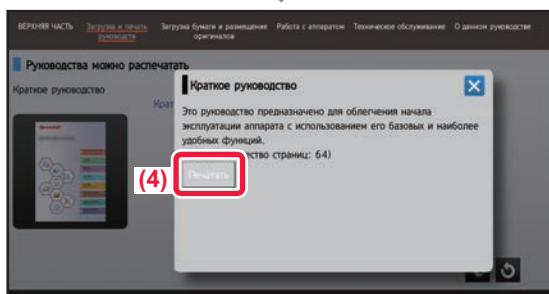 ВЕРХНЯЯ ЧАСТЬ
Загрузка и печать
руководств
Загрузка бумаги и размещение
оригиналов
Работа с аппаратом
Техническое обслуживание
О данном руководстве
Руководства можно распечатать
Краткое руководство
Крат
Краткое руководство
Это руководство предназначено для облегчения начала
эксплуатации аппарата с использованием его базовых и наиболее
удобных функций.
ество страниц: 64)
(4)
Печатать